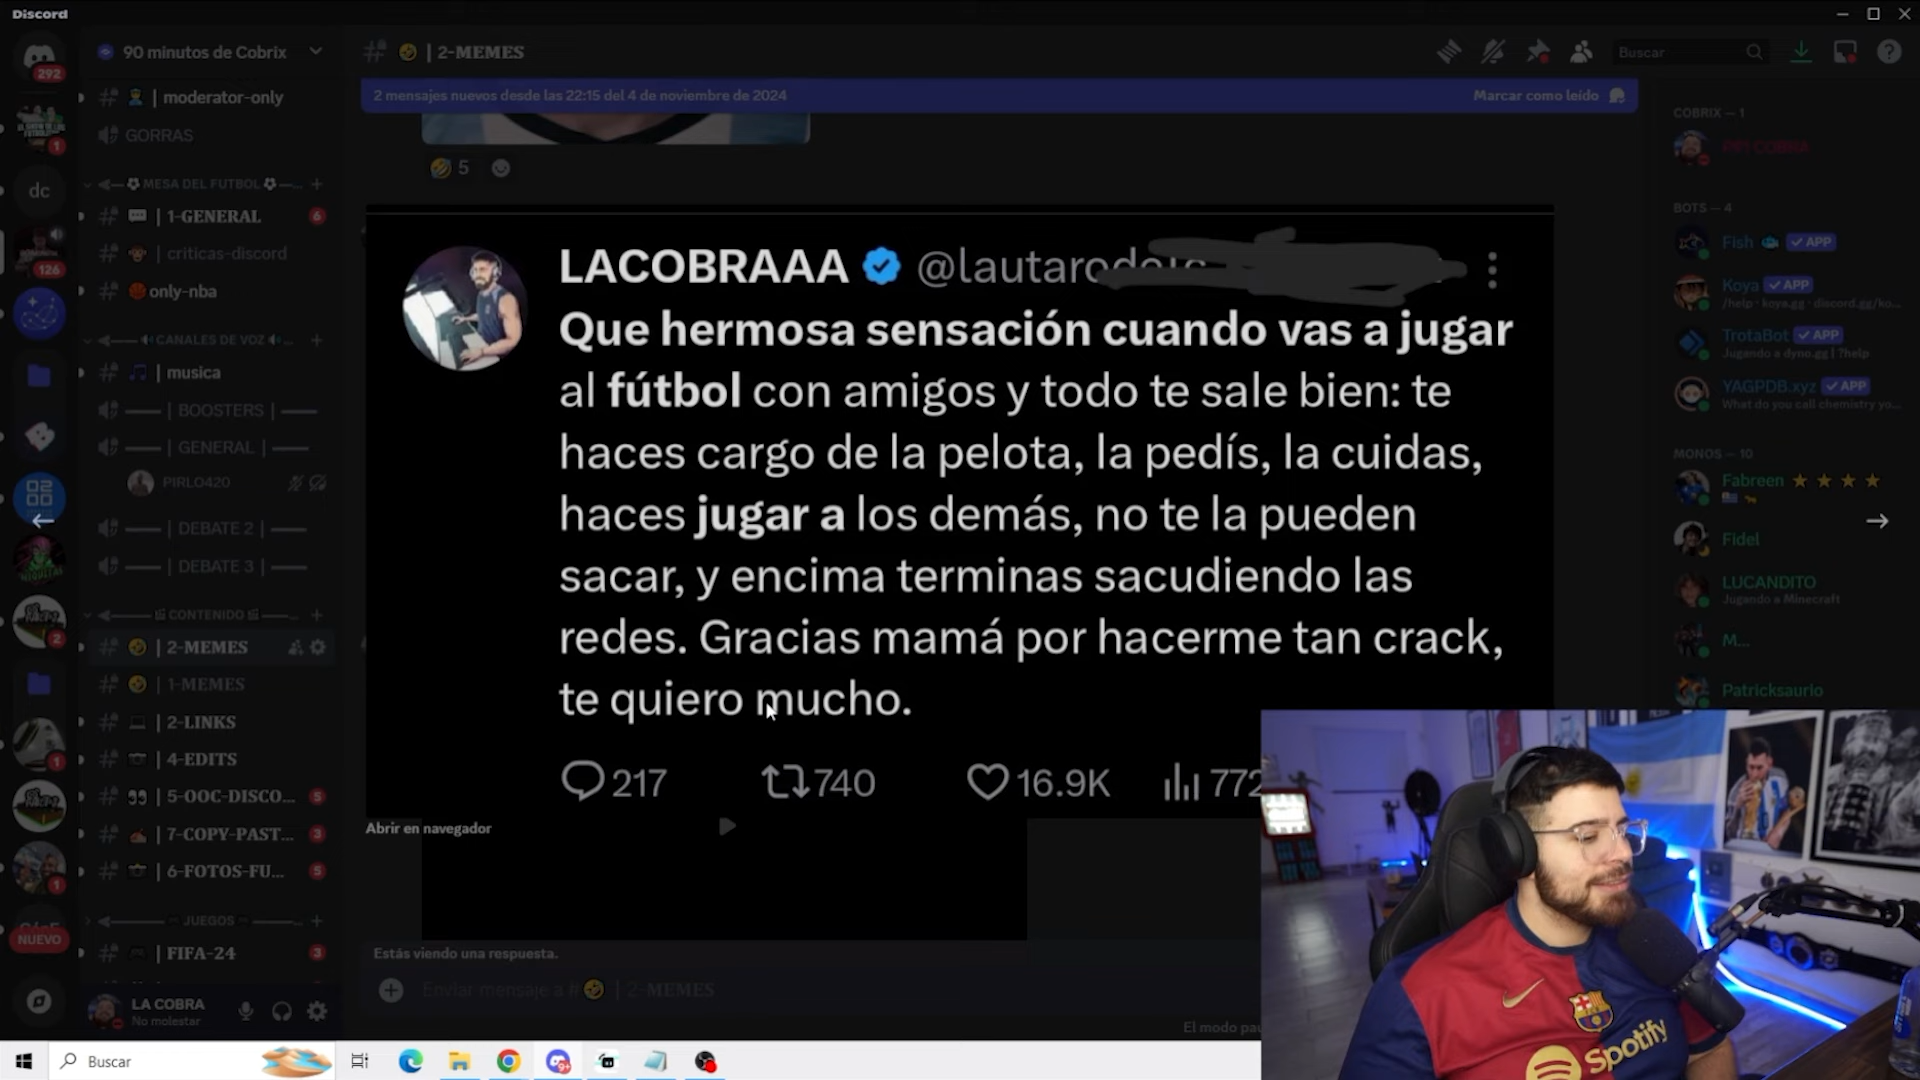 Discord
90 minutos de Cobrix
| 2-MEMES
Buscar
292
| moderator-only
2 mensajes nuevos desde las 22:15 del 4 de noviembre de 2024
Marcar como leído
COBRIX — 1
GORRAS
1
5
MESA DEL FUTBOL
dc
| 1-GENERAL
6
| criticas-discord
126
only-nba
CANALES DE VOZ
| musica
| BOOSTERS |
| GENERAL |
PIRLO420
| DEBATE 2 |
| DEBATE 3 |
CONTENIDO
| 2-MEMES
2
| 1-MEMES
| 2-LINKS
| 4-EDITS
1
| 5-OOC-DISCO...
5
| 7-COPY-PAST...
3
| 6-FOTOS-FU...
5
1
JUEGOS
NUEVO
| FIFA-24
3
LA COBRA
No molestar
LACOBRAAA @lautarode
Que hermosa sensación cuando vas a jugar
al fútbol con amigos y todo te sale bien: te
haces cargo de la pelota, la pedís, la cuidas,
haces jugar a los demás, no te la pueden
sacar, y encima terminas sacudiendo las
redes. Gracias mamá por hacerme tan crack,
te quiero mucho.
217
740
16.9K
772
Abrir en navegador
Estás viendo una respuesta.
Enviar mensaje a # | 2-MEMES
El modo pau
BOTS — 4
Fish APP
Koya APP
/help · koya.gg · discord.gg/ko...
TrotaBot APP
Jugando a dyno.gg | ?help
YAGPDB.xyz APP
What do you call chemistry yo...
MONOS — 10
Fabreen
Fidel
LUCANDITO
Jugando a Minecraft
M...
Patricksaurio
Spotify
Buscar
9+